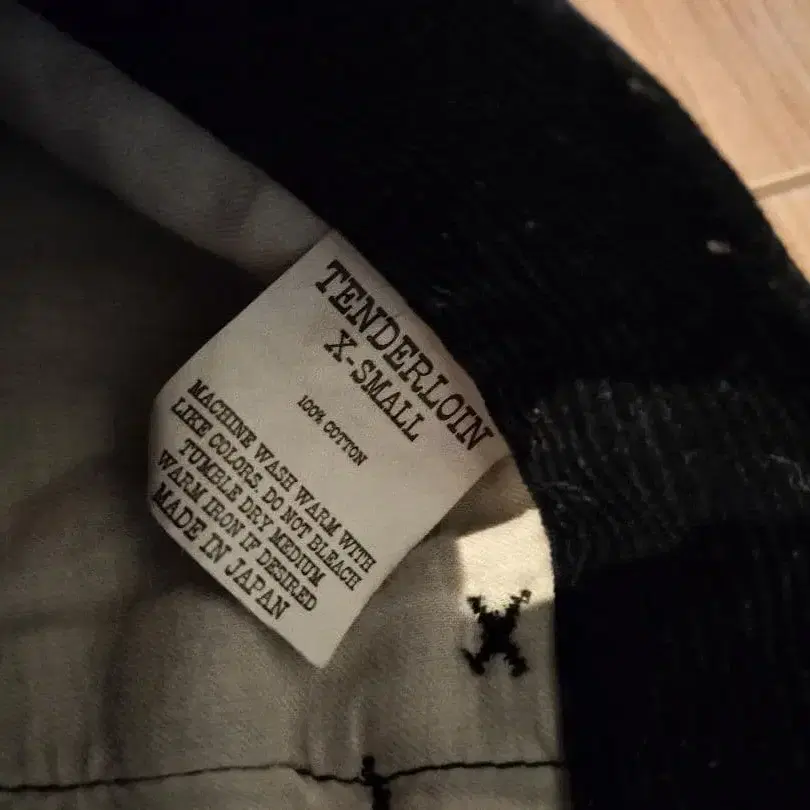 TENDERLOIN
X-SMALL
100% COTTON
MACHINE WASH WARM WITH
LIKE COLORS. DO NOT BLEACH
TUMBLE DRY MEDIUM
WARM IRON IF DESIRED
MADE IN JAPAN